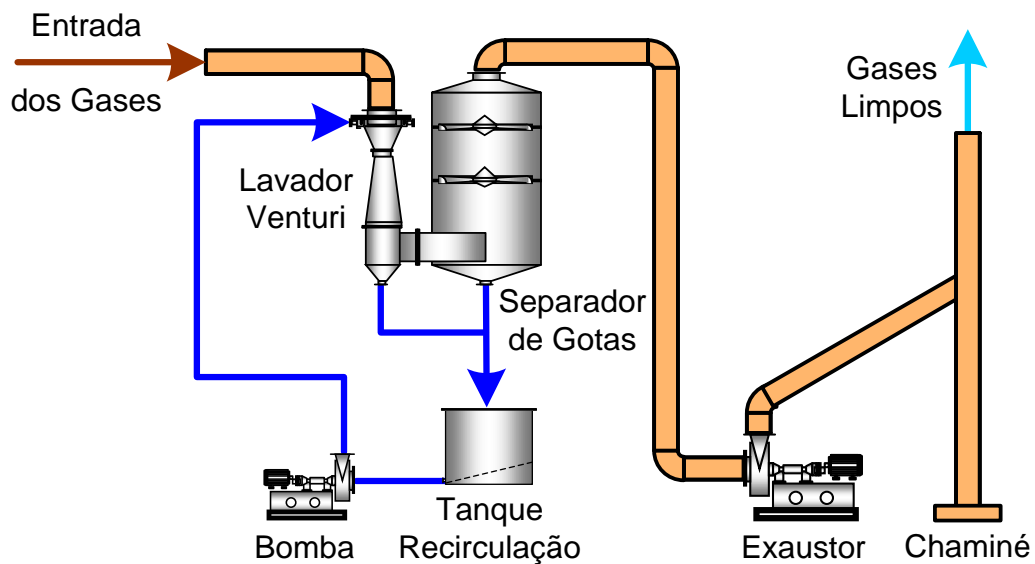 Entrada
dos Gases
Lavador
Venturi
Separador
de Gotas
Gases
Limpos
Bomba
Tanque
Recirculação
Exaustor
Chaminé